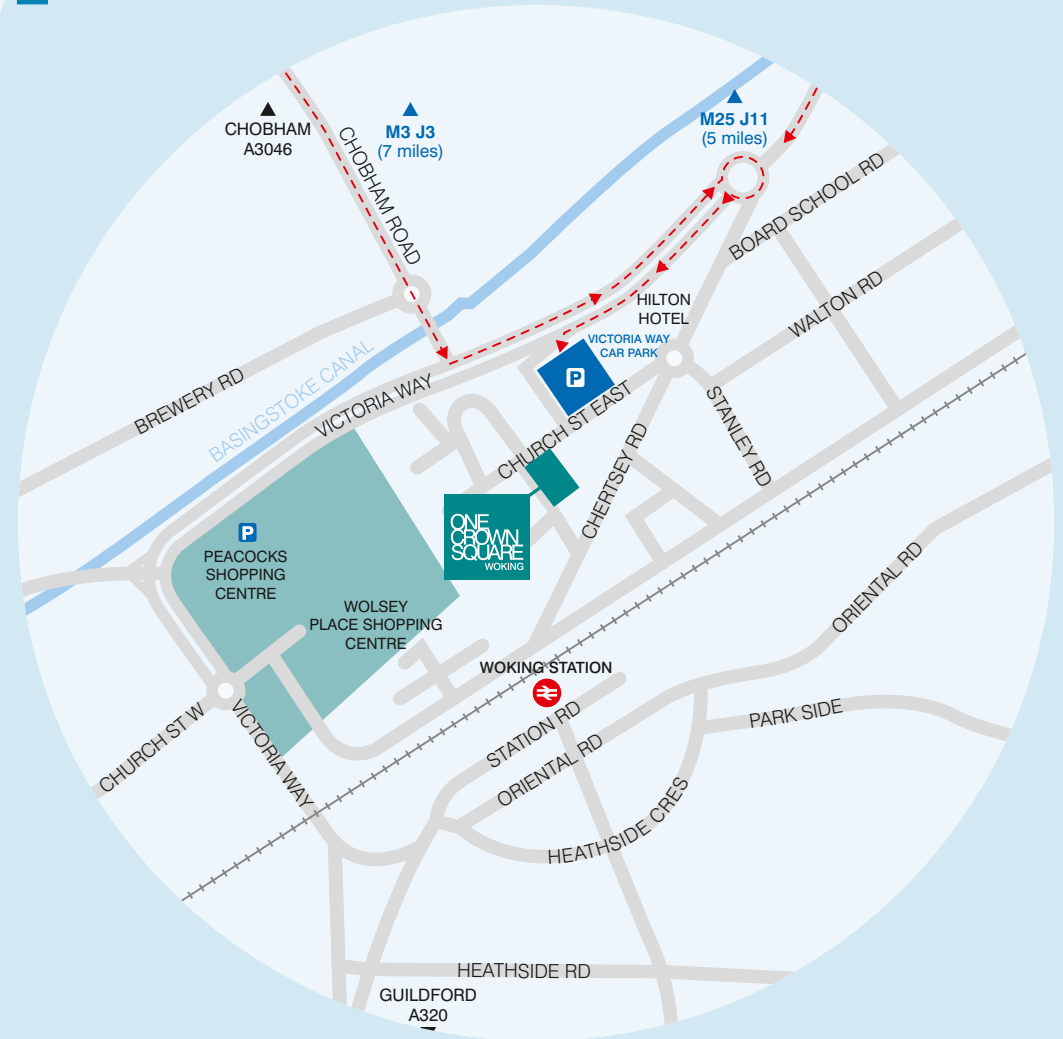 CHOBHAM
A3046
M3 J3
(7 miles)
M25 J11
(5 miles)
CHOBHAM ROAD
BOARD SCHOOL RD
HILTON
HOTEL
WALTON RD
VICTORIA WAY
CAR PARK
P
BREWERY RD
BASINGSTOKE CANAL
VICTORIA WAY
CHURCH ST EAST
STANLEY RD
CHERTSEY RD
ONE
CROWN
SQUARE
WOKING
P
PEACOCKS
SHOPPING
CENTRE
WOLSEY
PLACE SHOPPING
CENTRE
ORIENTAL RD
WOKING STATION
CHURCH ST W
VICTORIA WAY
STATION RD
ORIENTAL RD
PARK SIDE
HEATHSIDE CRES
HEATHSIDE RD
GUILDFORD
A320